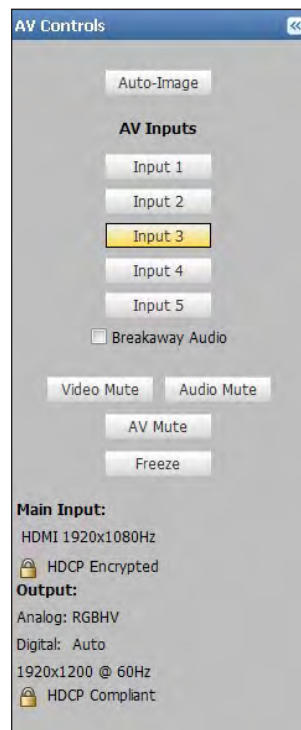 AV Controls
Auto-Image
AV Inputs
Input 1
Input 2
Input 3
Input 4
Input 5
Breakaway Audio
Video Mute Audio Mute
AV Mute
Freeze
Main Input:
HDMI 1920x1080Hz
HDCP Encrypted
Output:
Analog: RGBHV
Digital: Auto
1920x1200 @ 60Hz
HDCP Compliant